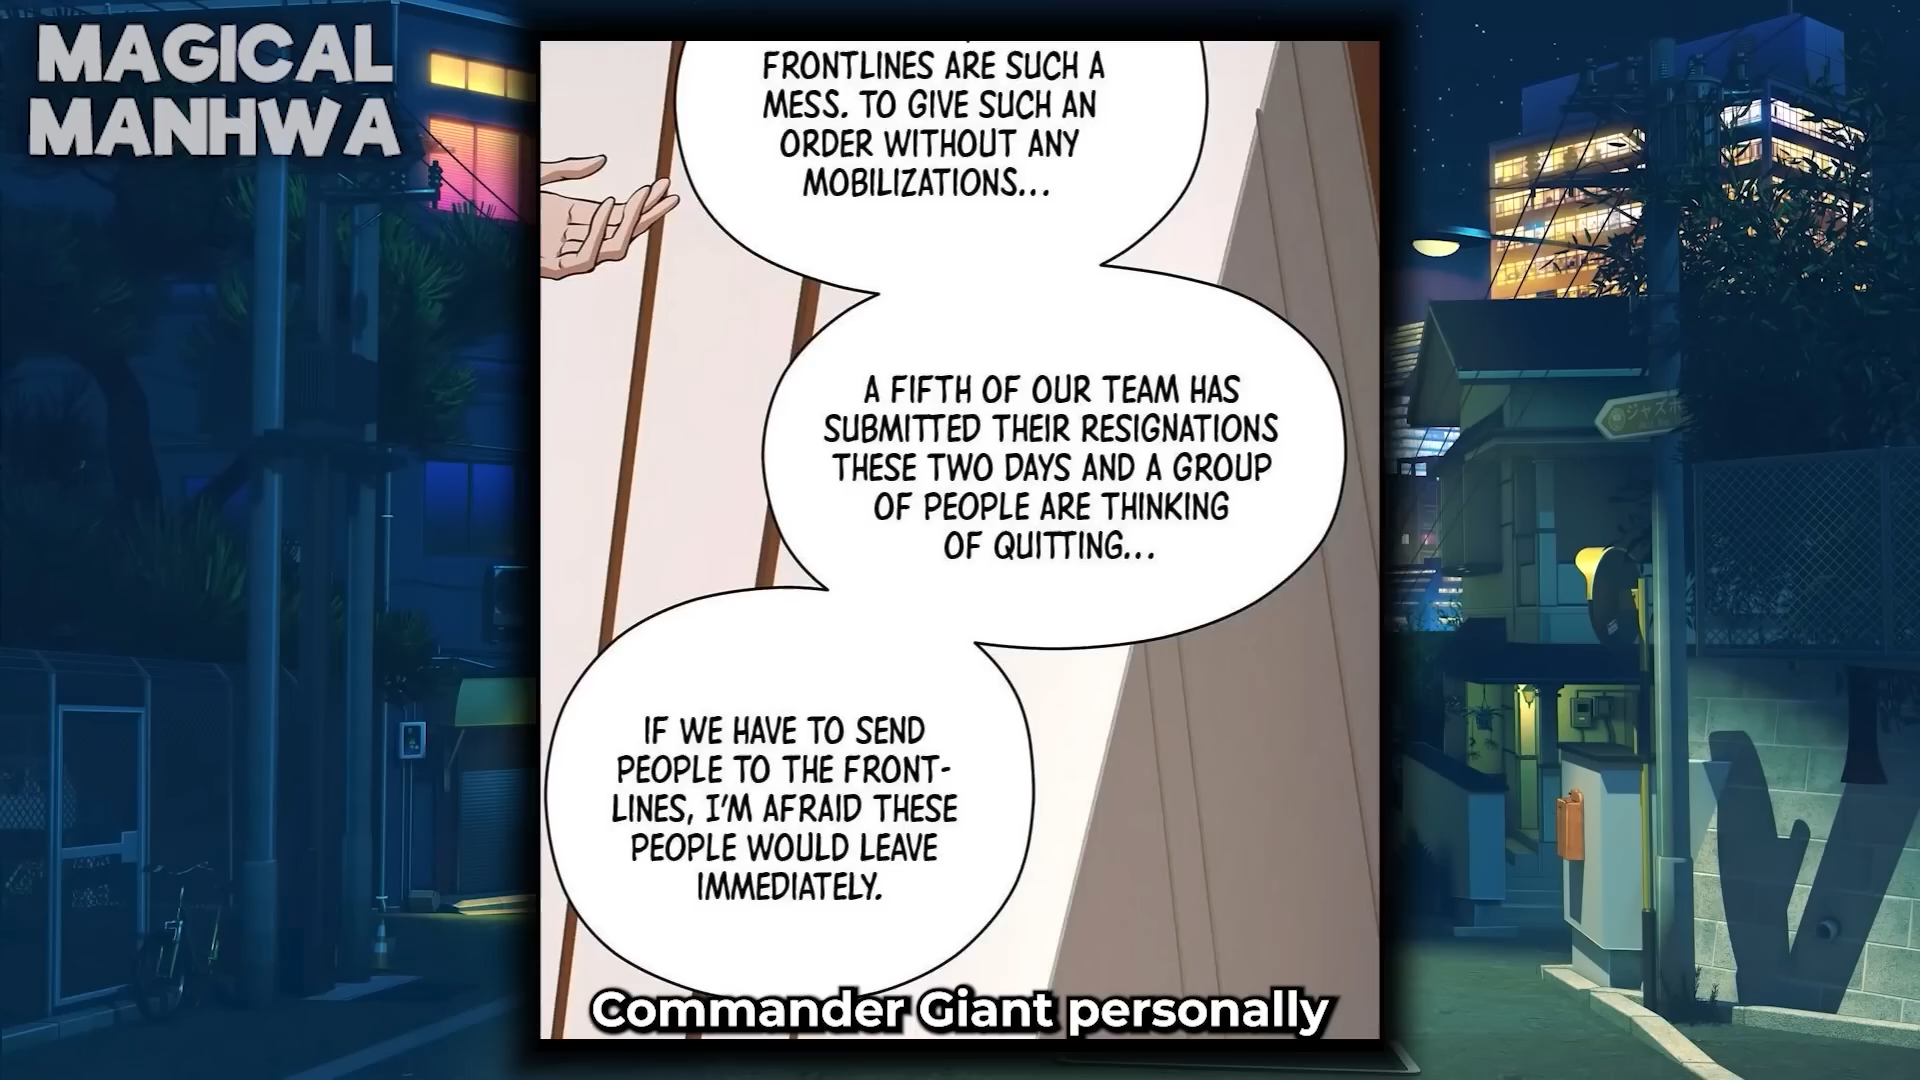 MAGICAL
MANHWA
FRONTLINES ARE SUCH A
MESS. TO GIVE SUCH AN
ORDER WITHOUT ANY
MOBILIZATIONS...
A FIFTH OF OUR TEAM HAS
SUBMITTED THEIR RESIGNATIONS
THESE TWO DAYS AND A GROUP
OF PEOPLE ARE THINKING
OF QUITTING...
IF WE HAVE TO SEND
PEOPLE TO THE FRONT-
LINES, I'M AFRAID THESE
PEOPLE WOULD LEAVE
IMMEDIATELY.
Commander Giant personally